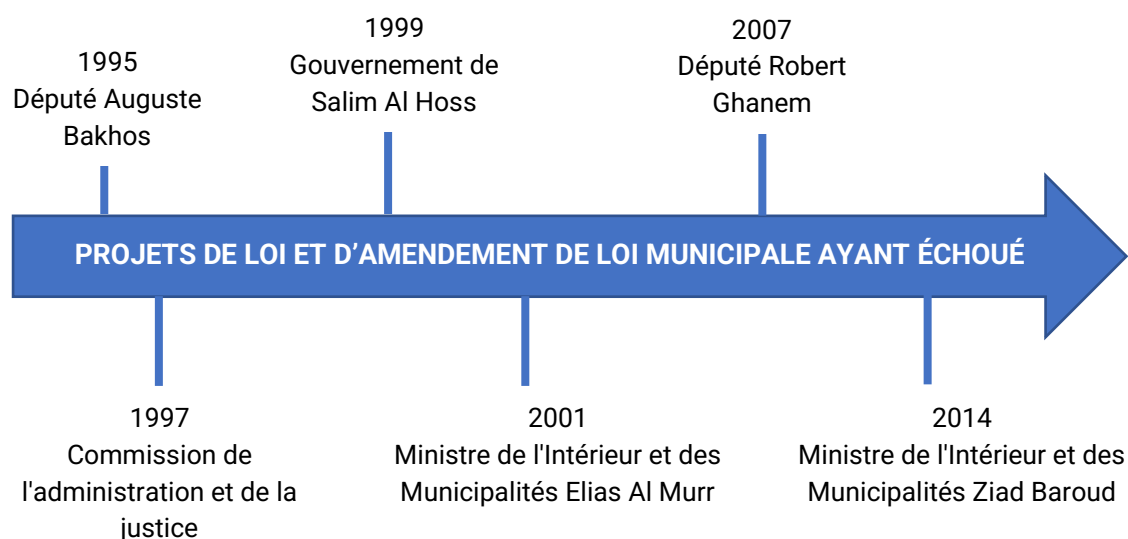 1995
Député Auguste
Bakhos
1999
Gouvernement de
Salim Al Hoss
2007
Député Robert
Ghanem
PROJETS DE LOI ET D’AMENDEMENT DE LOI MUNICIPALE AYANT ÉCHOUÉ
1997
Commission de
l'administration et de la
justice
2001
Ministre de l'Intérieur et des
Municipalités Elias Al Murr
2014
Ministre de l'Intérieur et des
Municipalités Ziad Baroud